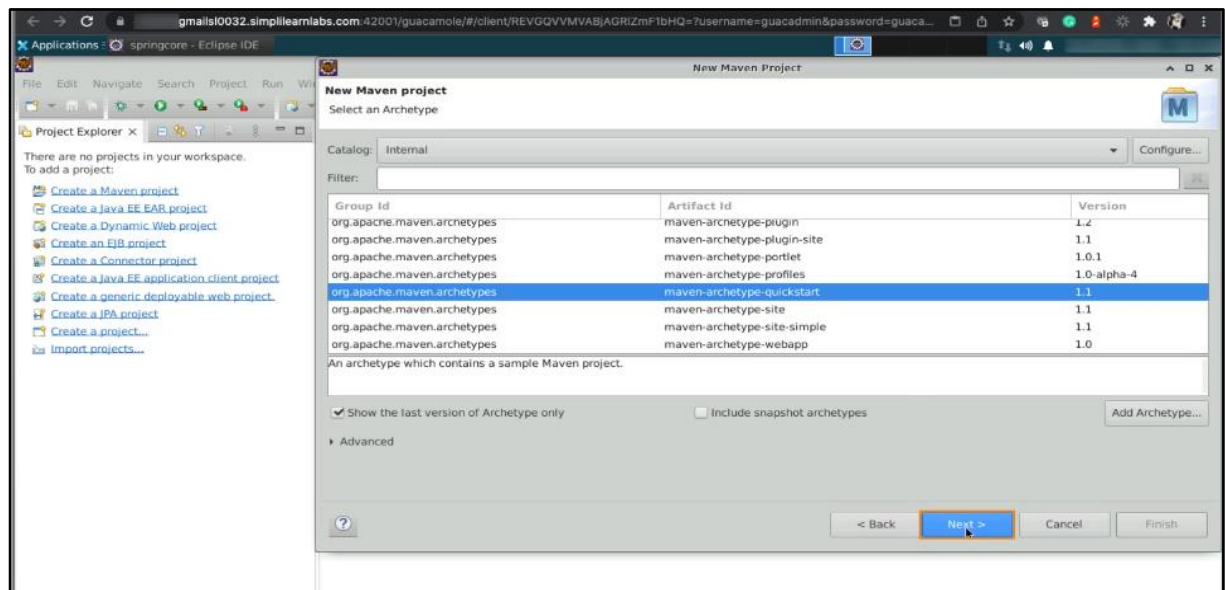 gmailsl0032.simplilearnlabs.com:42001/guacamole/#/client/REVGQVVMVABjAGRlZmF1bHQ=?username=guacadmin&password=guaca...
Applications : springcore - Eclipse IDE
New Maven Project
File Edit Navigate Search Project Run
New Maven project
Select an Archetype
M
Project Explorer
There are no projects in your workspace.
To add a project:
Create a Maven project
Create a Java EE EAR project
Create a Dynamic Web project
Create an EJB project
Create a Connector project
Create a Java EE application client project
Create a generic deployable web project.
Create a JPA project
Create a project...
Import projects...
Catalog: Internal Configure...
Filter:
Group Id Artifact Id Version
org.apache.maven.archetypes maven-archetype-plugin 1.2
org.apache.maven.archetypes maven-archetype-plugin-site 1.1
org.apache.maven.archetypes maven-archetype-portlet 1.0.1
org.apache.maven.archetypes maven-archetype-profiles 1.0-alpha-4
org.apache.maven.archetypes maven-archetype-quickstart 1.1
org.apache.maven.archetypes maven-archetype-site 1.1
org.apache.maven.archetypes maven-archetype-site-simple 1.1
org.apache.maven.archetypes maven-archetype-webapp 1.0
An archetype which contains a sample Maven project.
Show the last version of Archetype only Include snapshot archetypes Add Archetype...
Advanced
? < Back Next > Cancel Finish